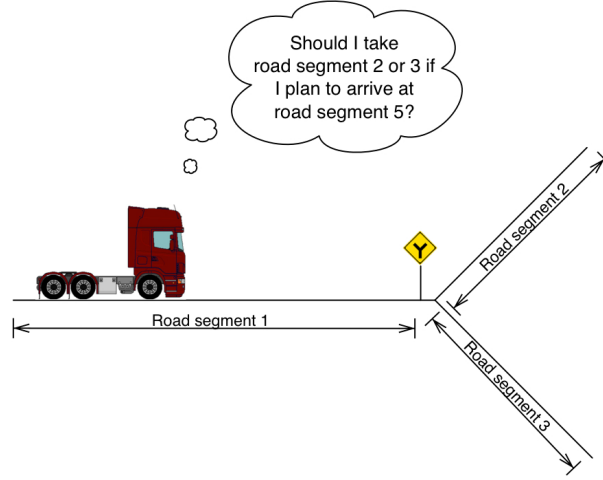 Should I take
road segment 2 or 3 if
I plan to arrive at
road segment 5?
Road segment 2
Road segment 1
Road segment 3